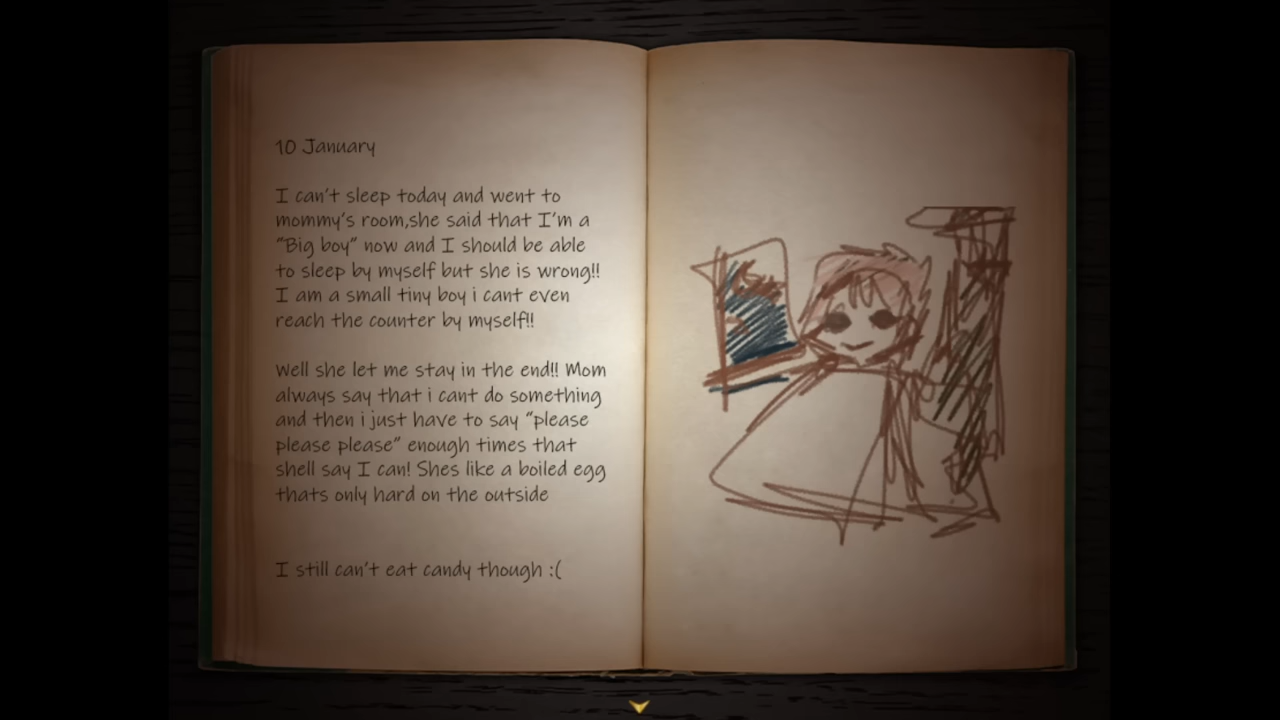 10 January
I can't sleep today and went to
mommy's room,she said that I'm a
"Big boy" now and I should be able
to sleep by myself but she is wrong!!
I am a small tiny boy i cant even
reach the counter by myself!!
Well she let me stay in the end!! Mom
always say that i cant do something
and then i just have to say "please
please please" enough times that
shell say I can! Shes like a boiled egg
thats only hard on the outside
I still can't eat candy though :(